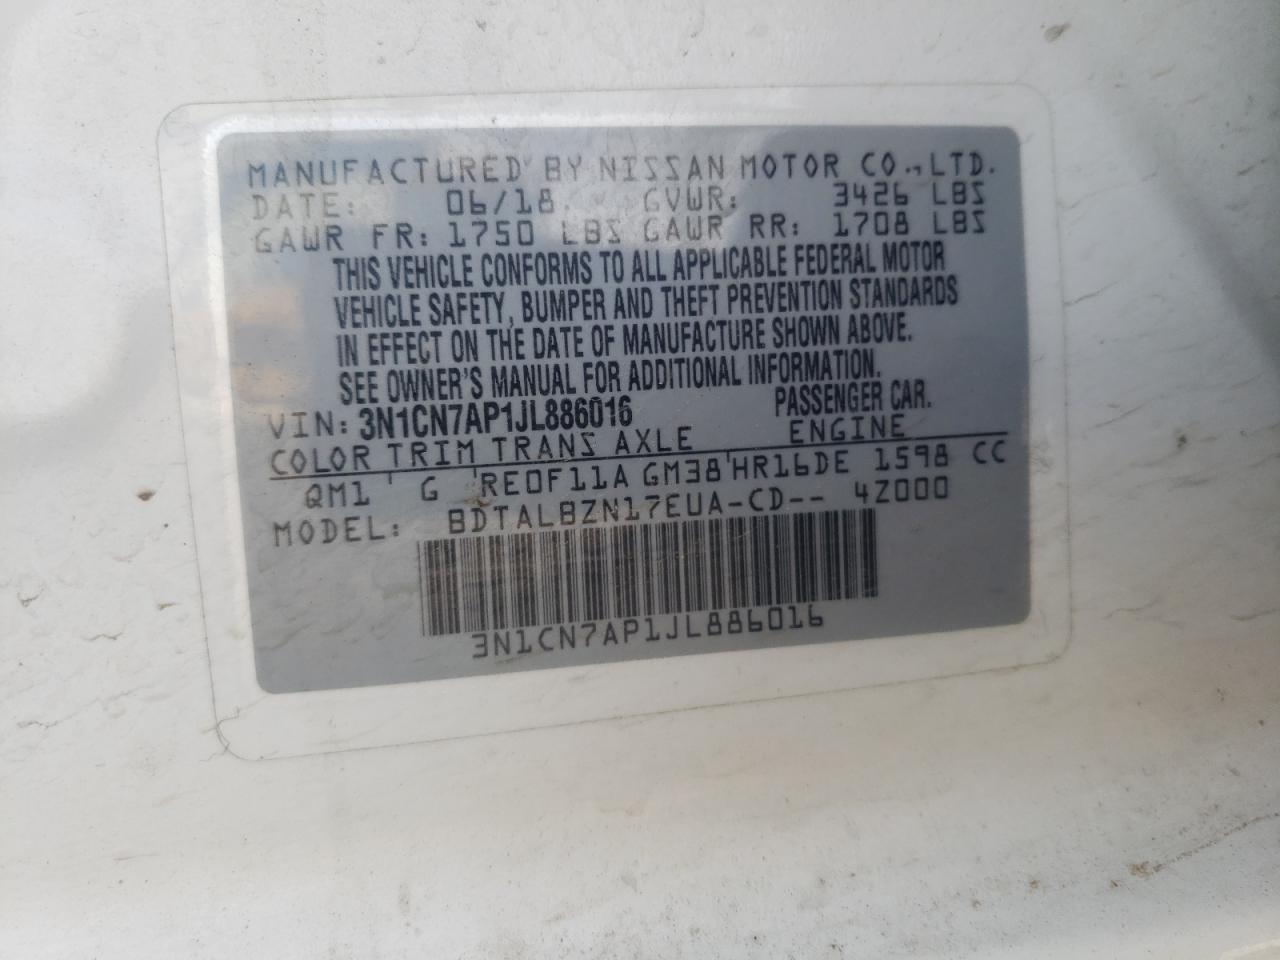 MANUFACTURED BY NISSAN MOTOR CO., LTD.
DATE: 06/18 GVWR: 3426 LBS
GAWR FR: 1750 LBS GAWR RR: 1708 LBS
THIS VEHICLE CONFORMS TO ALL APPLICABLE FEDERAL MOTOR
VEHICLE SAFETY, BUMPER AND THEFT PREVENTION STANDARDS
IN EFFECT ON THE DATE OF MANUFACTURE SHOWN ABOVE.
SEE OWNER'S MANUAL FOR ADDITIONAL INFORMATION.
VIN: 3N1CN7AP1JL886016 PASSENGER CAR.
COLOR TRIM TRANS AXLE ENGINE
QM1 G RE0F11A GM38 HR16DE 1598 CC
MODEL: BDTALBZN17EUA-CD-- 4Z000
3N1CN7AP1JL886016